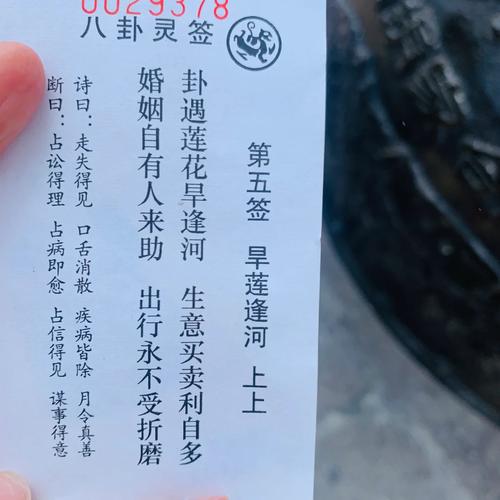 0029378
八卦灵签
第五签 旱莲逢河 上上
卦遇莲花旱逢河 生意买卖利自多
婚姻自有人来助 出行永不受折磨
诗曰：走失得见 口舌消散 疾病皆除 月令真善
断曰：占讼得理 占病即愈 占信得见 谋事得意